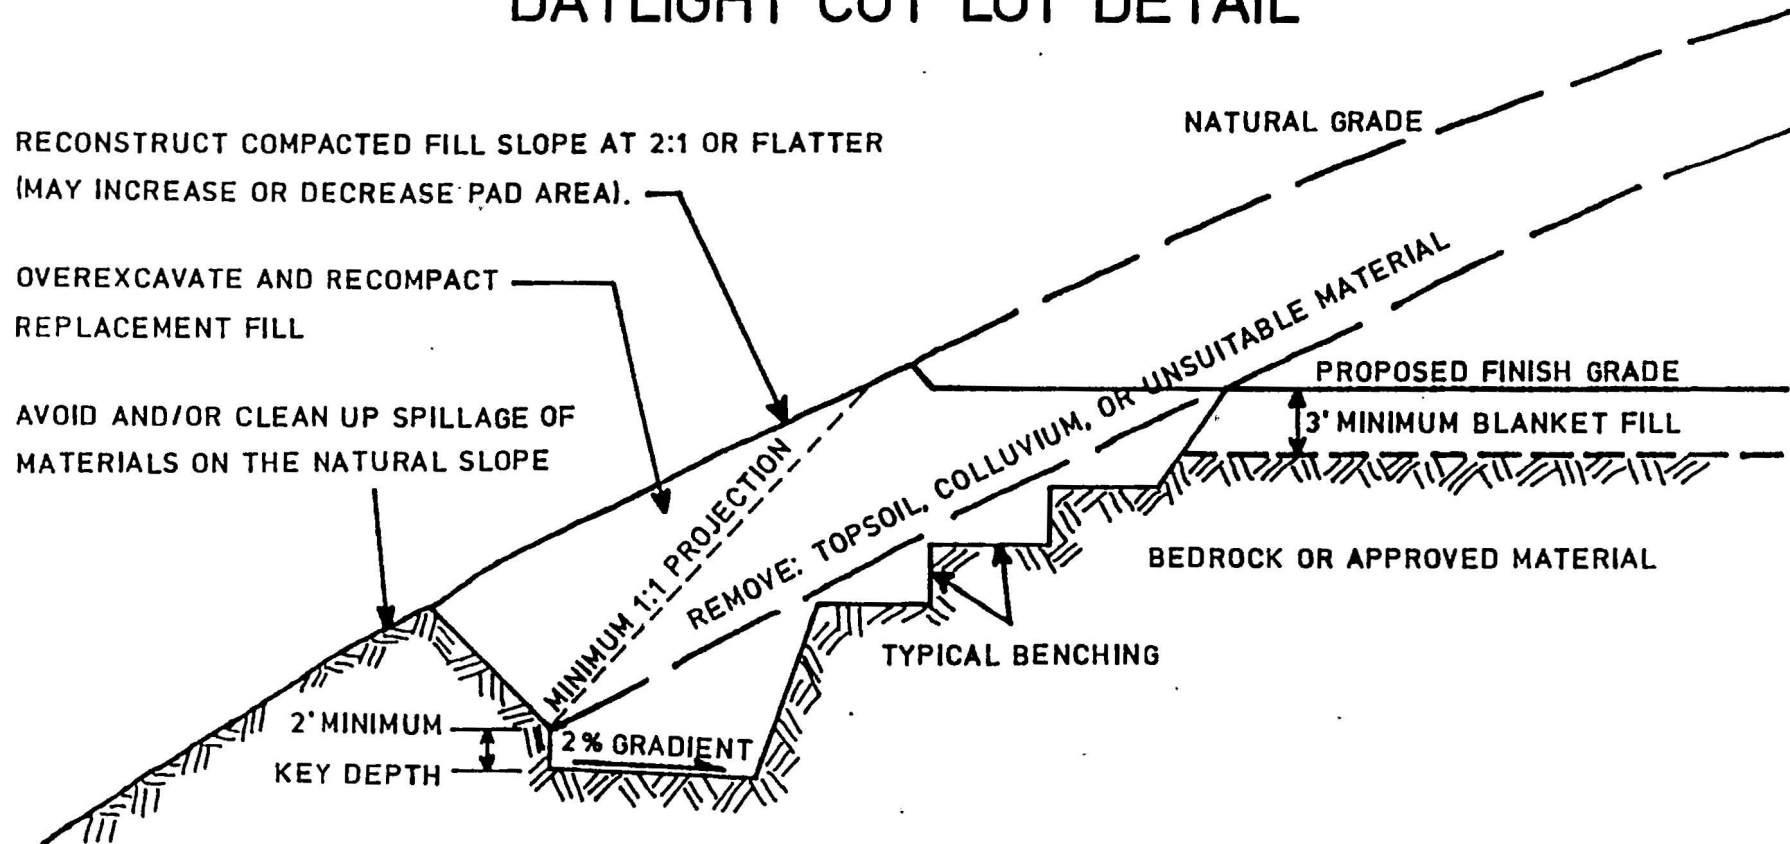 DAYLIGHT CUT LOT DETAIL
RECONSTRUCT COMPACTED FILL SLOPE AT 2:1 OR FLATTER
(MAY INCREASE OR DECREASE PAD AREA).
OVEREXCAVATE AND RECOMPACT
REPLACEMENT FILL
AVOID AND/OR CLEAN UP SPILLAGE OF
MATERIALS ON THE NATURAL SLOPE
NATURAL GRADE
PROPOSED FINISH GRADE
3' MINIMUM BLANKET FILL
REMOVE: TOPSOIL, COLLUVIUM, OR UNSUITABLE MATERIAL
MINIMUM 1:1 PROJECTION
BEDROCK OR APPROVED MATERIAL
TYPICAL BENCHING
2' MINIMUM
KEY DEPTH
2% GRADIENT